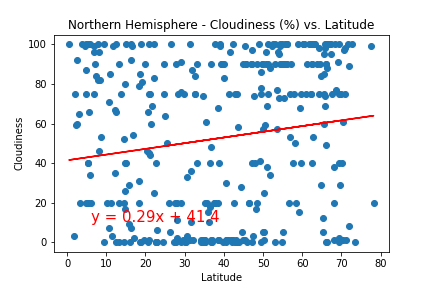 Northern Hemisphere - Cloudiness (%) vs. Latitude
100
80
60
40
20
0
Cloudiness
y = 0.29x + 41.4
0 10 20 30 40 50 60 70 80
Latitude